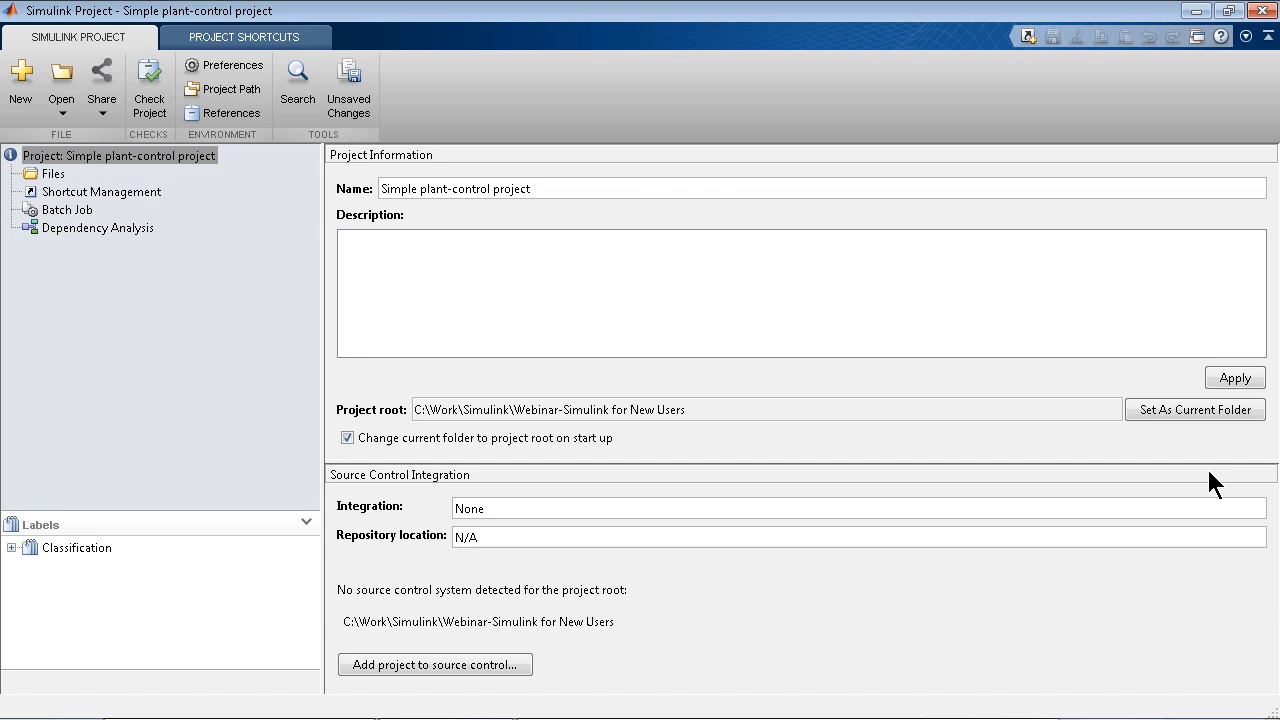 Simulink Project - Simple plant-control project
SIMULINK PROJECT
PROJECT SHORTCUTS
New
Open
Share
Check Project
Preferences
Project Path
References
Search
Unsaved Changes
FILE
CHECKS
ENVIRONMENT
TOOLS
Project: Simple plant-control project
Files
Shortcut Management
Batch Job
Dependency Analysis
Labels
Classification
Project Information
Name: Simple plant-control project
Description:
Apply
Project root: C:\Work\Simulink\Webinar-Simulink for New Users
Set As Current Folder
Change current folder to project root on start up
Source Control Integration
Integration: None
Repository location: N/A
No source control system detected for the project root:
C:\Work\Simulink\Webinar-Simulink for New Users
Add project to source control...